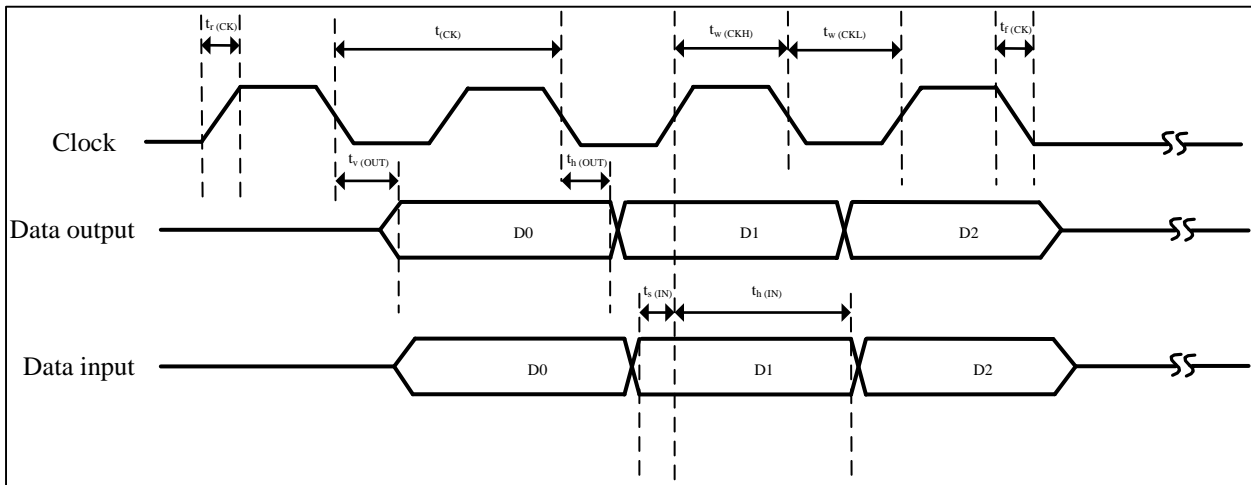 tr (CK)
t(CK)
tw (CKH)
tw (CKL)
tf (CK)
Clock
tv (OUT)
th (OUT)
Data output
D0
D1
D2
ts (IN)
th (IN)
Data input
D0
D1
D2